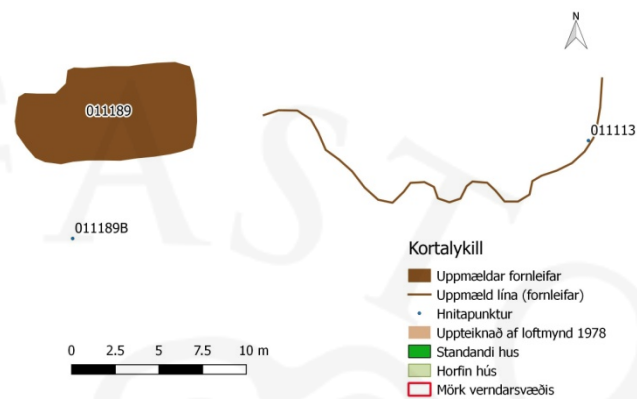 N
011189
011113
011189B
Kortalykill
Uppmældar fornleifar
Uppmæld lína (fornleifar)
Hnitapunktur
Uppteiknað af loftmynd 1978
Standandi hus
Horfin hús
Mörk verndarsvæðis
0 2.5 5 7.5 10 m